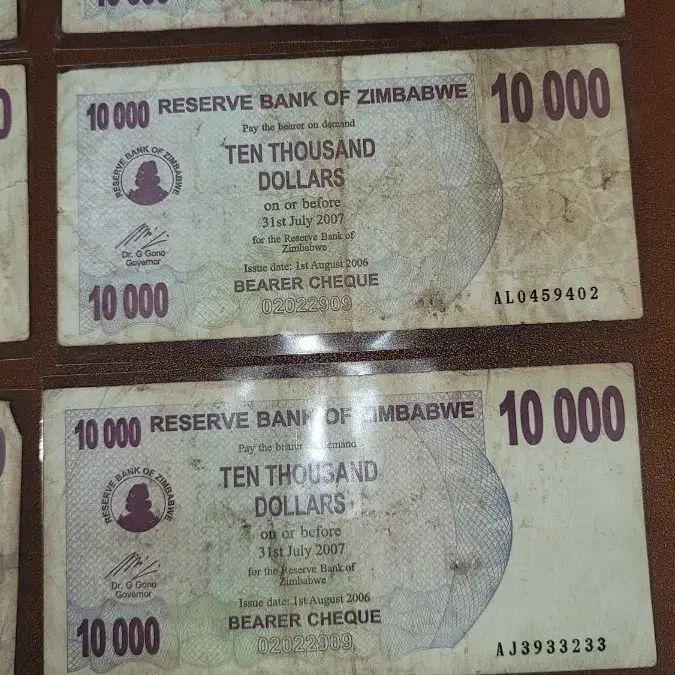 10 000 RESERVE BANK OF ZIMBABWE 10 000
Pay the bearer on demand
TEN THOUSAND
DOLLARS
RESERVE BANK OF ZIMBABWE
on or before
31st July 2007
for the Reserve Bank of
Zimbabwe
Dr. G Gono
Governor
Issue date: 1st August 2006
BEARER CHEQUE
10 000 02022909 AL0459402
10 000 RESERVE BANK OF ZIMBABWE 10 000
Pay the bearer demand
TEN THOUSAND
DOLLARS
RESERVE BANK OF ZIMBABWE
on or before
31st July 2007
for the Reserve Bank of
Zimbabwe
Dr. G Gono
Governor
Issue date: 1st August 2006
BEARER CHEQUE
10 000 02022909 AJ3933233